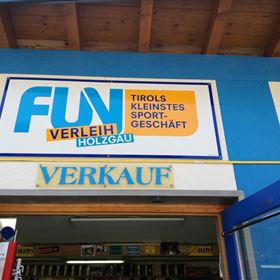 FUN
VERLEIH
HOLZGAU
TIROLS
KLEINSTES
SPORT-
GESCHÄFT
VERKAUF